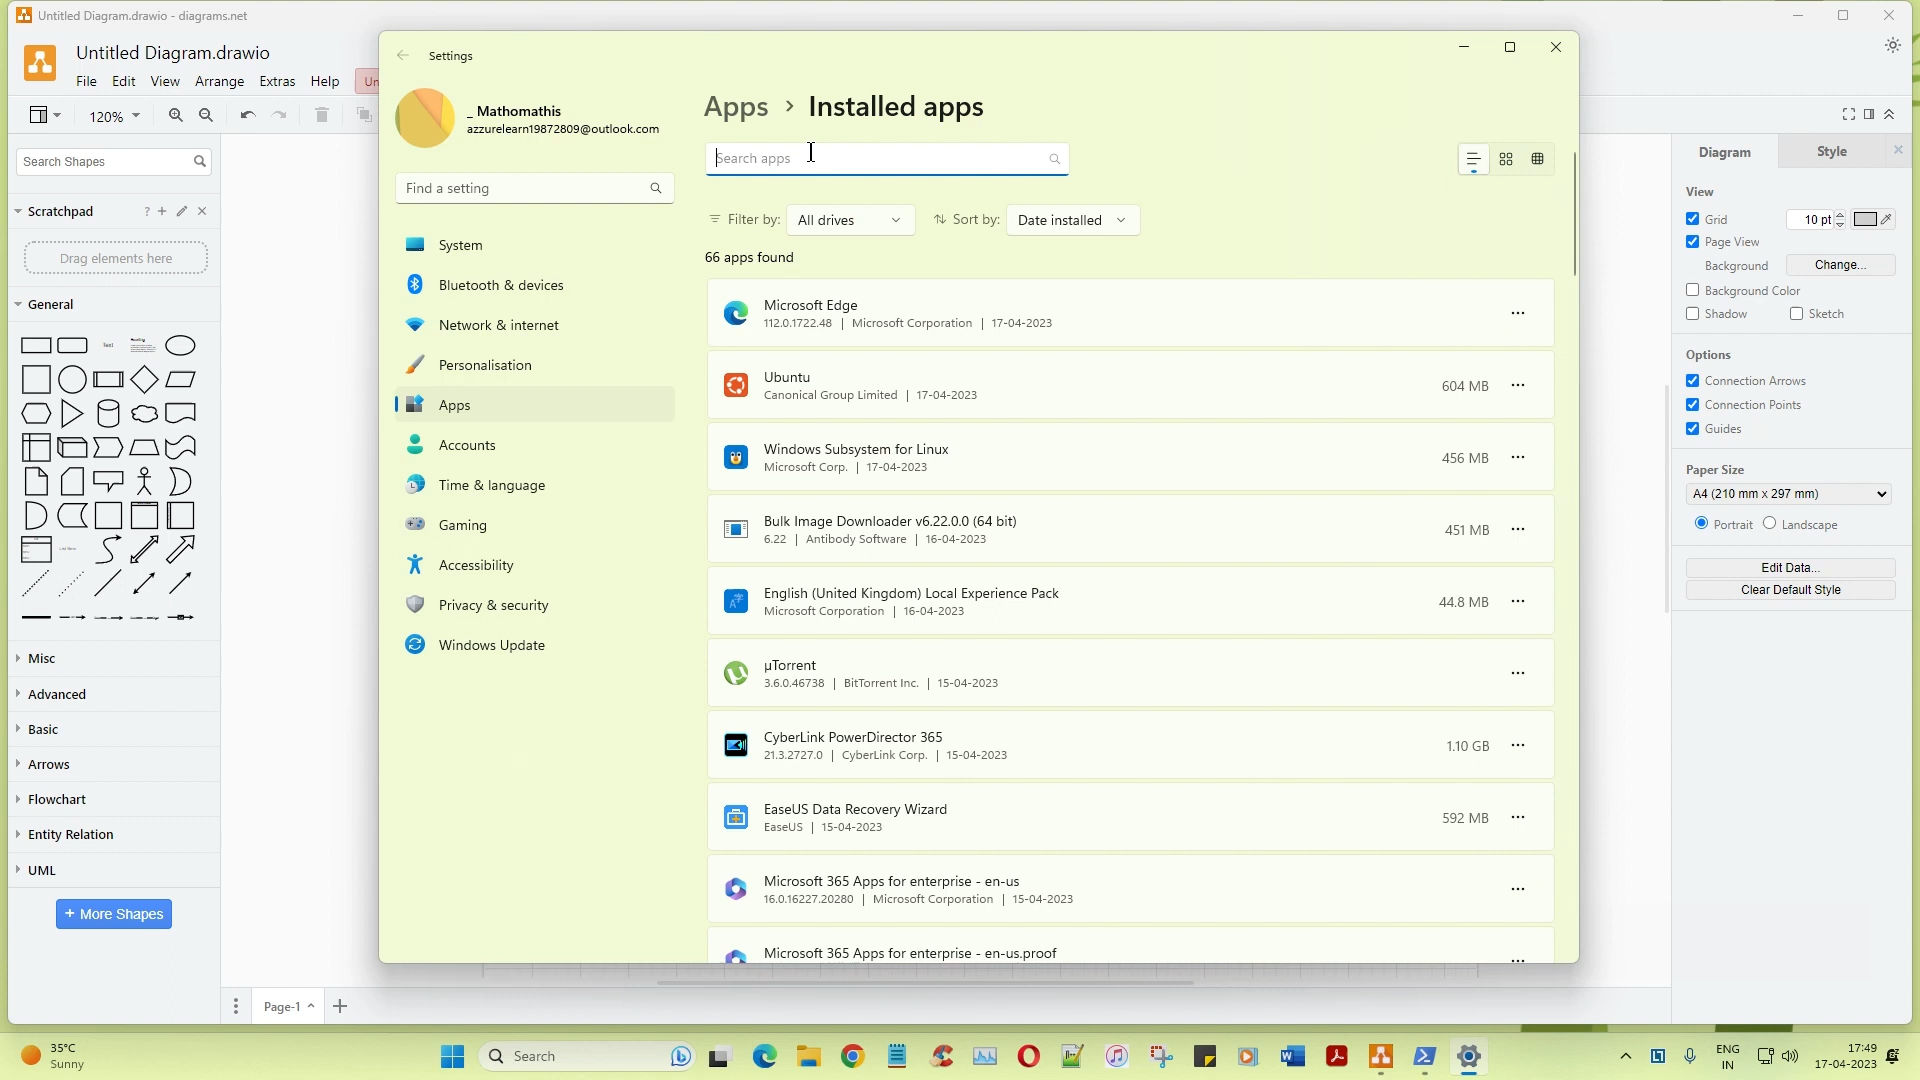 Untitled Diagram.drawio - diagrams.net
Untitled Diagram.drawio
File Edit View Arrange Extras Help Un
120%
Search Shapes
Scratchpad ?
Drag elements here
General
Text
Misc
Advanced
Basic
Arrows
Flowchart
Entity Relation
UML
+ More Shapes
Page-1
Settings
_ Mathomathis
azzurelearn19872809@outlook.com
Find a setting
System
Bluetooth & devices
Network & internet
Personalisation
Apps
Accounts
Time & language
Gaming
Accessibility
Privacy & security
Windows Update
Apps > Installed apps
Search apps
Filter by: All drives Sort by: Date installed
66 apps found
Microsoft Edge
112.0.1722.48 | Microsoft Corporation | 17-04-2023
Ubuntu
Canonical Group Limited | 17-04-2023
604 MB
Windows Subsystem for Linux
Microsoft Corp. | 17-04-2023
456 MB
Bulk Image Downloader v6.22.0.0 (64 bit)
6.22 | Antibody Software | 16-04-2023
451 MB
English (United Kingdom) Local Experience Pack
Microsoft Corporation | 16-04-2023
44.8 MB
µTorrent
3.6.0.46738 | BitTorrent Inc. | 15-04-2023
CyberLink PowerDirector 365
21.3.2727.0 | CyberLink Corp. | 15-04-2023
1.10 GB
EaseUS Data Recovery Wizard
EaseUS | 15-04-2023
592 MB
Microsoft 365 Apps for enterprise - en-us
16.0.16227.20280 | Microsoft Corporation | 15-04-2023
Microsoft 365 Apps for enterprise - en-us.proof
Diagram Style
View
Grid 10 pt
Page View
Background Change...
Background Color
Shadow Sketch
Options
Connection Arrows
Connection Points
Guides
Paper Size
A4 (210 mm x 297 mm)
Portrait Landscape
Edit Data...
Clear Default Style
35°C
Sunny
Search
ENG
IN
17:49
17-04-2023